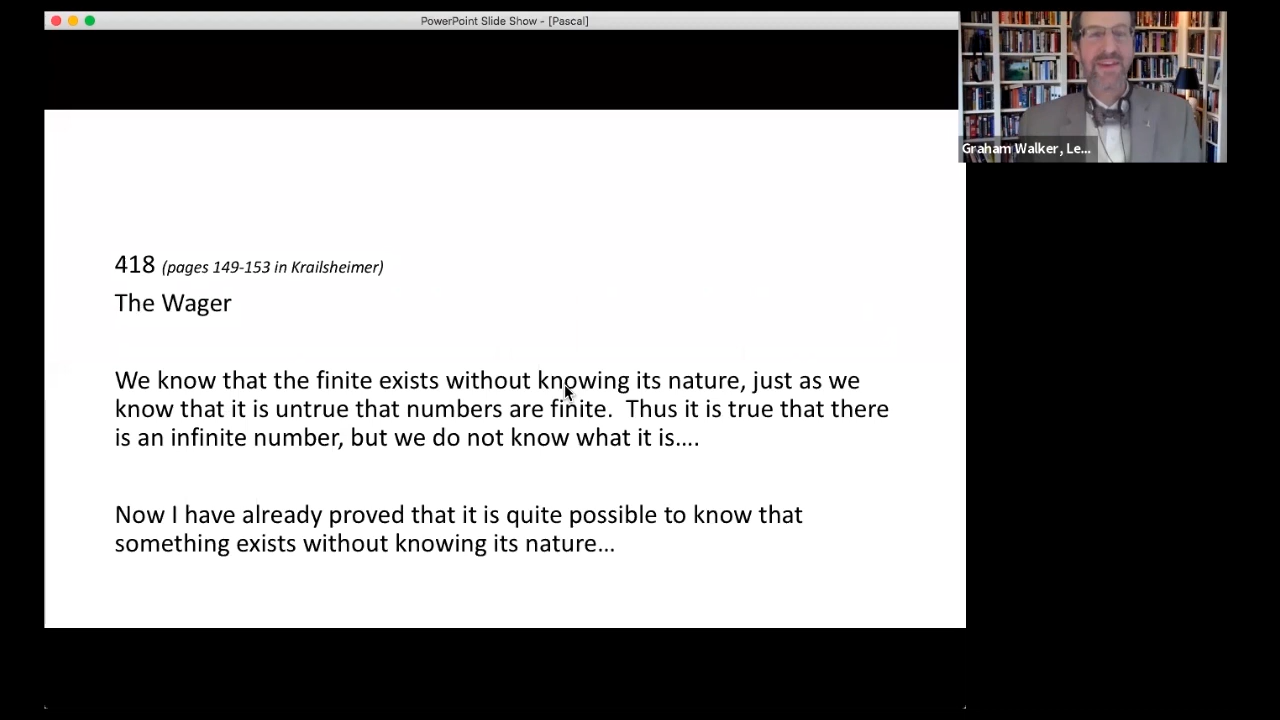 PowerPoint Slide Show - [Pascal]
Graham Walker, Le...
418 (pages 149-153 in Krailsheimer)
The Wager
We know that the finite exists without knowing its nature, just as we
know that it is untrue that numbers are finite.  Thus it is true that there
is an infinite number, but we do not know what it is....
Now I have already proved that it is quite possible to know that
something exists without knowing its nature...